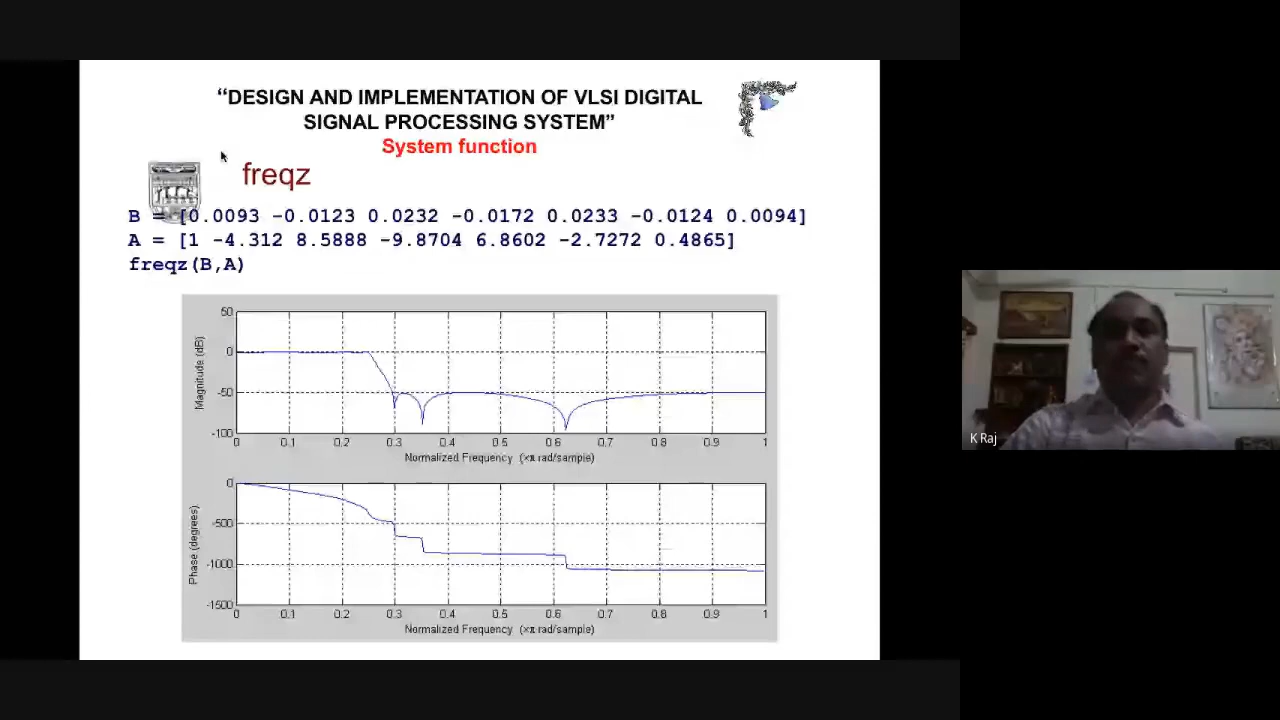 “DESIGN AND IMPLEMENTATION OF VLSI DIGITAL
SIGNAL PROCESSING SYSTEM”
System function
freqz
B = [0.0093 -0.0123 0.0232 -0.0172 0.0233 -0.0124 0.0094]
A = [1 -4.312 8.5888 -9.8704 6.8602 -2.7272 0.4865]
freqz(B,A)
Magnitude (dB)
50
0
-50
-100
0 0.1 0.2 0.3 0.4 0.5 0.6 0.7 0.8 0.9 1
Normalized Frequency (×π rad/sample)
Phase (degrees)
0
-500
-1000
-1500
0 0.1 0.2 0.3 0.4 0.5 0.6 0.7 0.8 0.9 1
Normalized Frequency (×π rad/sample)
K Raj